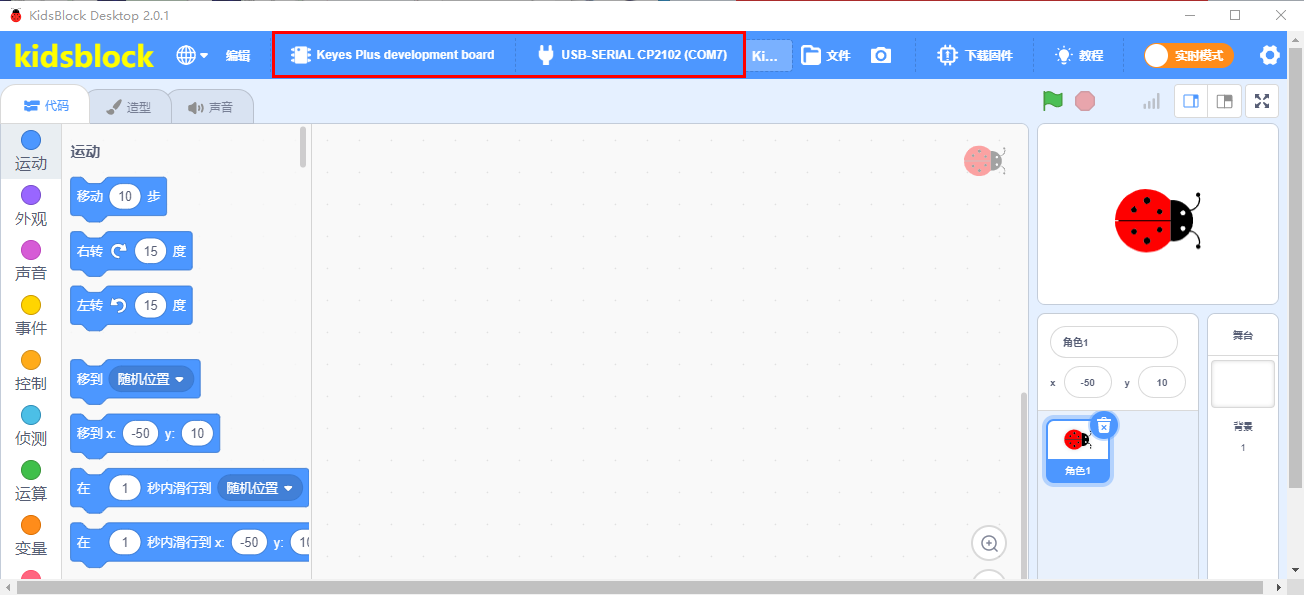 KidsBlock Desktop 2.0.1
kidsblock
编辑
Keyes Plus development board
USB-SERIAL CP2102 (COM7)
Ki...
文件
下载固件
教程
实时模式
代码
造型
声音
运动
外观
声音
事件
控制
侦测
运算
变量
运动
移动 10 步
右转 15 度
左转 15 度
移到 随机位置
移到 x: -50 y: 10
在 1 秒内滑行到 随机位置
在 1 秒内滑行到 x: -50 y: 10
角色1
x -50 y 10
角色1
舞台
背景
1